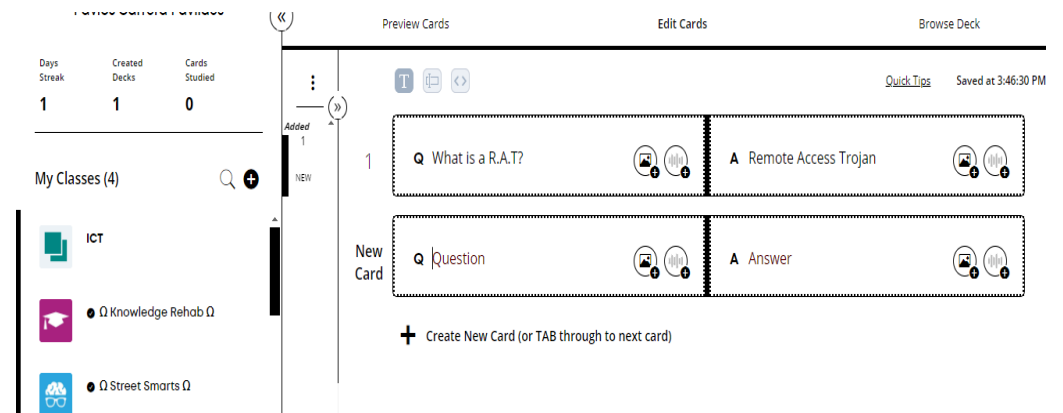 Preview Cards
Edit Cards
Browse Deck
Days Streak
Created Decks
Cards Studied
1
1
0
My Classes (4)
ICT
Ω Knowledge Rehab Ω
Ω Street Smarts Ω
Added
1
NEW
T
Quick Tips
Saved at 3:46:30 PM
1
Q What is a R.A.T?
A Remote Access Trojan
New Card
Q Question
A Answer
Create New Card (or TAB through to next card)